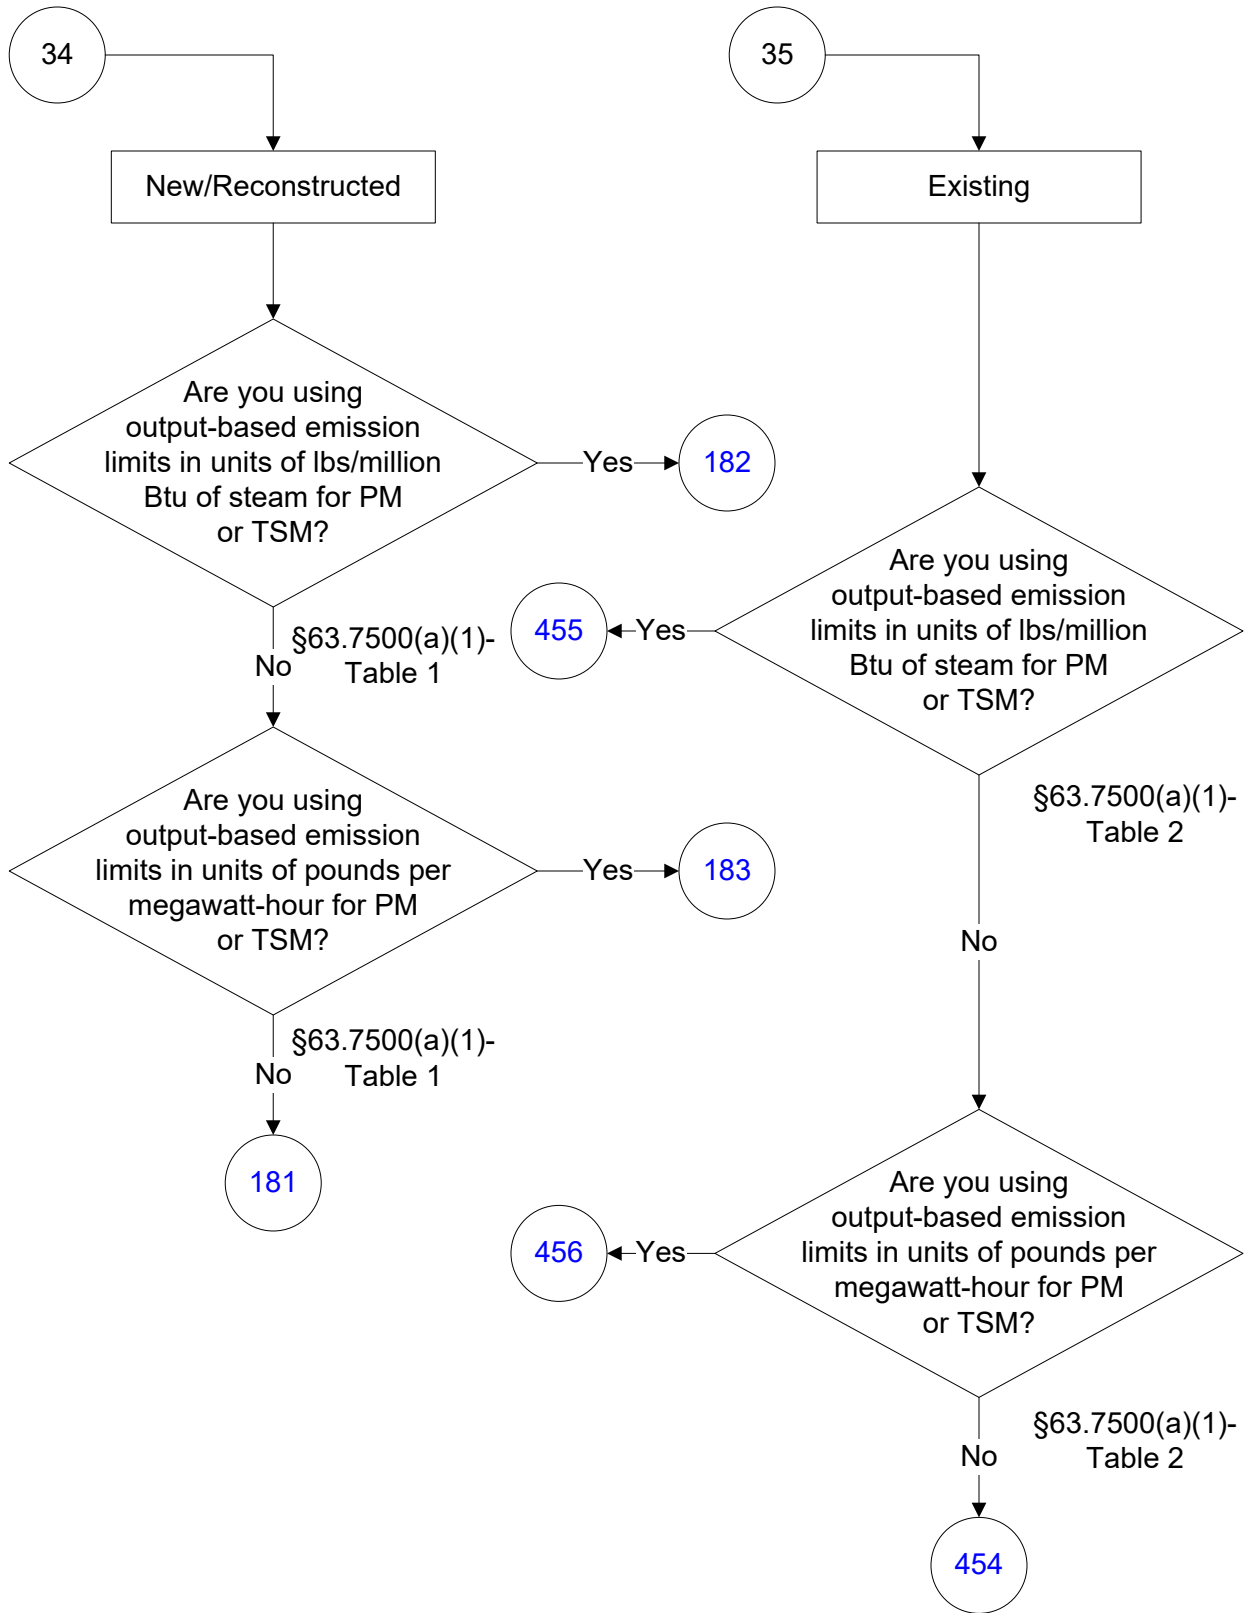 34
New/Reconstructed
Are you using
output-based emission
limits in units of lbs/million
Btu of steam for PM
or TSM?
Yes
182
No
§63.7500(a)(1)-
Table 1
Are you using
output-based emission
limits in units of pounds per
megawatt-hour for PM
or TSM?
Yes
183
No
§63.7500(a)(1)-
Table 1
181
35
Existing
Are you using
output-based emission
limits in units of lbs/million
Btu of steam for PM
or TSM?
Yes
455
§63.7500(a)(1)-
Table 2
No
Are you using
output-based emission
limits in units of pounds per
megawatt-hour for PM
or TSM?
Yes
456
§63.7500(a)(1)-
Table 2
No
454